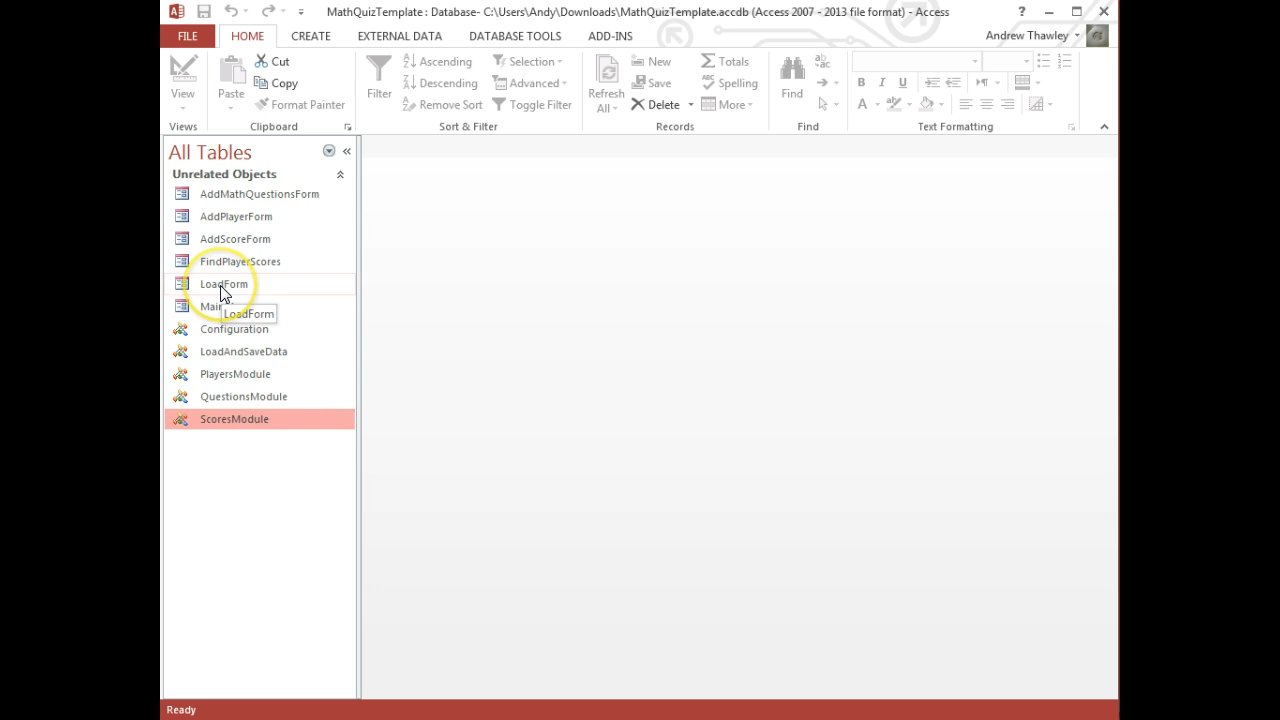 MathQuizTemplate : Database- C:\Users\Andy\Downloads\MathQuizTemplate.accdb (Access 2007 - 2013 file format) - Access
?
FILE HOME CREATE EXTERNAL DATA DATABASE TOOLS ADD-INS Andrew Thawley
View
Views
Paste
Cut
Copy
Format Painter
Clipboard
Filter
Ascending
Descending
Remove Sort
Selection
Advanced
Toggle Filter
Sort & Filter
Refresh
All
New
Save
Delete
Totals
Spelling
More
Records
Find
Find
B I U
A
Text Formatting
All Tables
Unrelated Objects
AddMathQuestionsForm
AddPlayerForm
AddScoreForm
FindPlayerScores
LoadForm
LoadForm
Configuration
LoadAndSaveData
PlayersModule
QuestionsModule
ScoresModule
Ready